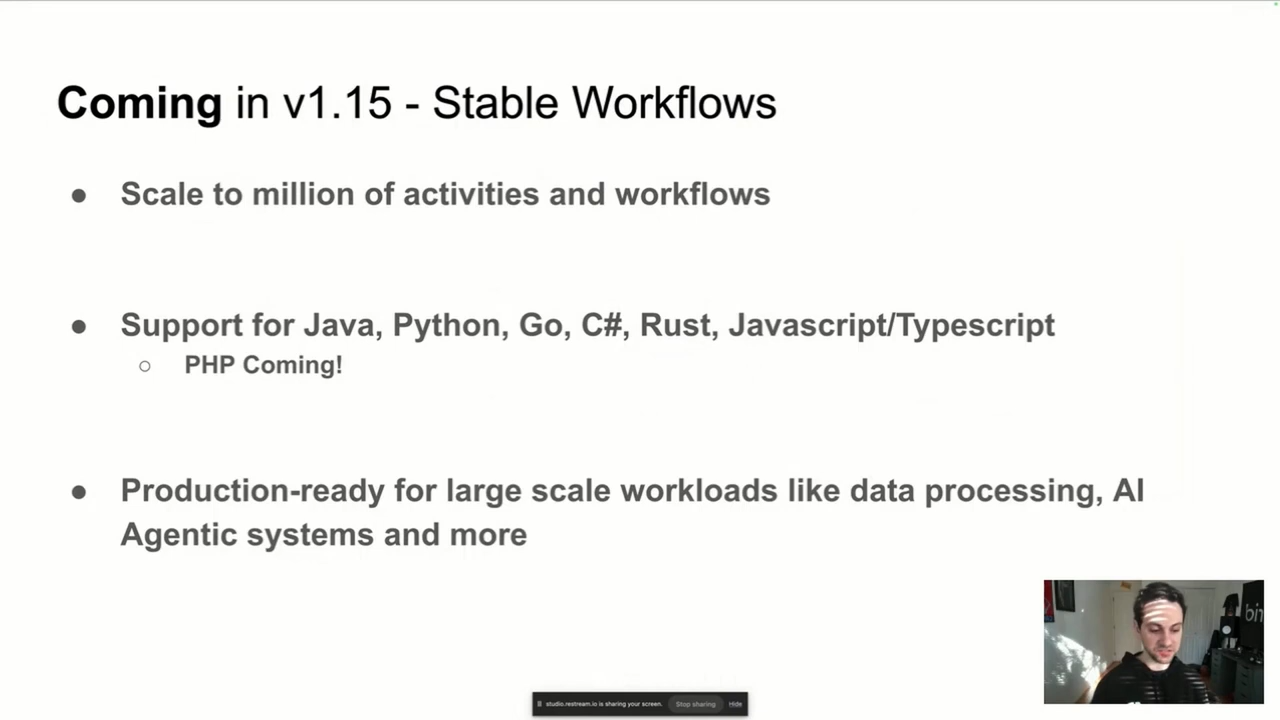 Coming in v1.15 - Stable Workflows
● Scale to million of activities and workflows
● Support for Java, Python, Go, C#, Rust, Javascript/Typescript
○ PHP Coming!
● Production-ready for large scale workloads like data processing, AI
Agentic systems and more
studio.restream.io is sharing your screen. Stop sharing Hide